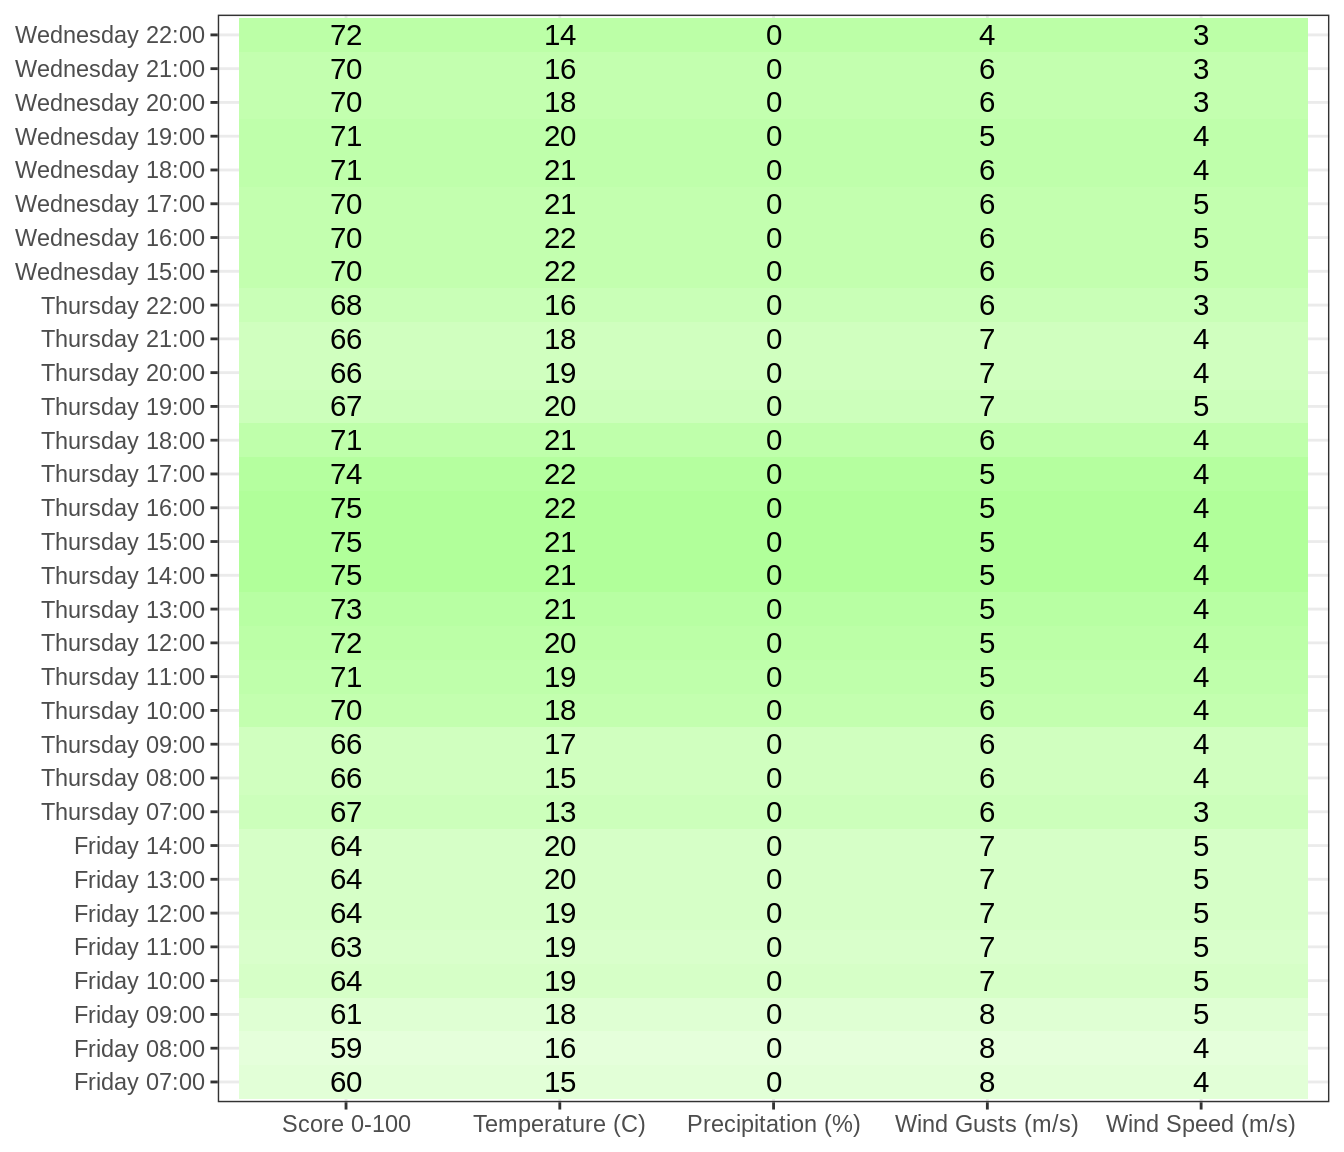 Wednesday 22:00 72 14 0 4 3
Wednesday 21:00 70 16 0 6 3
Wednesday 20:00 70 18 0 6 3
Wednesday 19:00 71 20 0 5 4
Wednesday 18:00 71 21 0 6 4
Wednesday 17:00 70 21 0 6 5
Wednesday 16:00 70 22 0 6 5
Wednesday 15:00 70 22 0 6 5
Thursday 22:00 68 16 0 6 3
Thursday 21:00 66 18 0 7 4
Thursday 20:00 66 19 0 7 4
Thursday 19:00 67 20 0 7 5
Thursday 18:00 71 21 0 6 4
Thursday 17:00 74 22 0 5 4
Thursday 16:00 75 22 0 5 4
Thursday 15:00 75 21 0 5 4
Thursday 14:00 75 21 0 5 4
Thursday 13:00 73 21 0 5 4
Thursday 12:00 72 20 0 5 4
Thursday 11:00 71 19 0 5 4
Thursday 10:00 70 18 0 6 4
Thursday 09:00 66 17 0 6 4
Thursday 08:00 66 15 0 6 4
Thursday 07:00 67 13 0 6 3
Friday 14:00 64 20 0 7 5
Friday 13:00 64 20 0 7 5
Friday 12:00 64 19 0 7 5
Friday 11:00 63 19 0 7 5
Friday 10:00 64 19 0 7 5
Friday 09:00 61 18 0 8 5
Friday 08:00 59 16 0 8 4
Friday 07:00 60 15 0 8 4
Score 0-100 Temperature (C) Precipitation (%) Wind Gusts (m/s) Wind Speed (m/s)